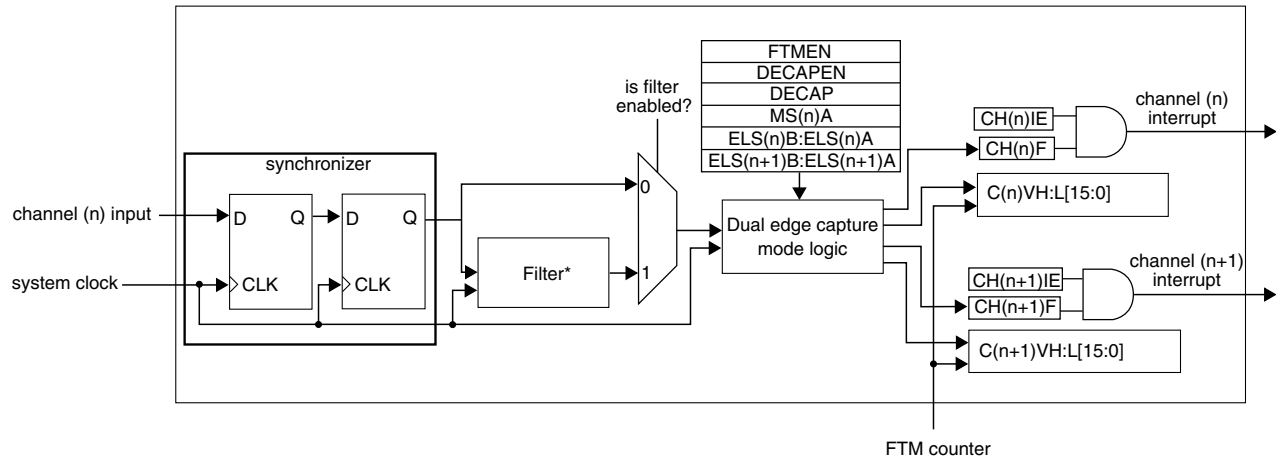 FTMEN
DECAPEN
DECAP
MS(n)A
ELS(n)B:ELS(n)A
ELS(n+1)B:ELS(n+1)A
is filter
enabled?
synchronizer
channel (n) input
system clock
D Q
CLK
D Q
CLK
Filter*
0
1
Dual edge capture
mode logic
CH(n)IE
CH(n)F
channel (n)
interrupt
C(n)VH:L[15:0]
CH(n+1)IE
CH(n+1)F
channel (n+1)
interrupt
C(n+1)VH:L[15:0]
FTM counter